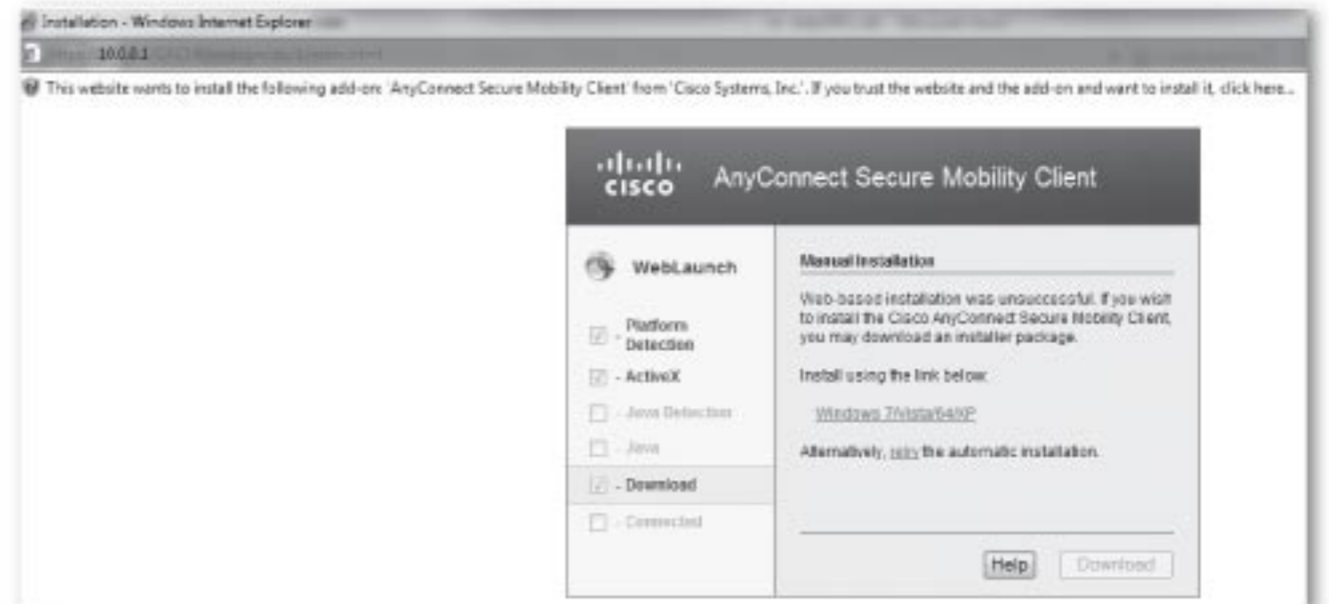 Installation - Windows Internet Explorer
10.0.0.1
This website wants to install the following add-on: 'AnyConnect Secure Mobility Client' from 'Cisco Systems, Inc.'. If you trust the website and the add-on and want to install it, click here...
CISCO AnyConnect Secure Mobility Client
WebLaunch
- Platform
Detection
- ActiveX
- Java Detection
- Java
- Download
- Connected
Manual Installation
Web-based installation was unsuccessful. If you wish
to install the Cisco AnyConnect Secure Mobility Client,
you may download an installer package.
Install using the link below:
Windows 7/Vista/64/XP
Alternatively, retry the automatic installation.
Help
Download